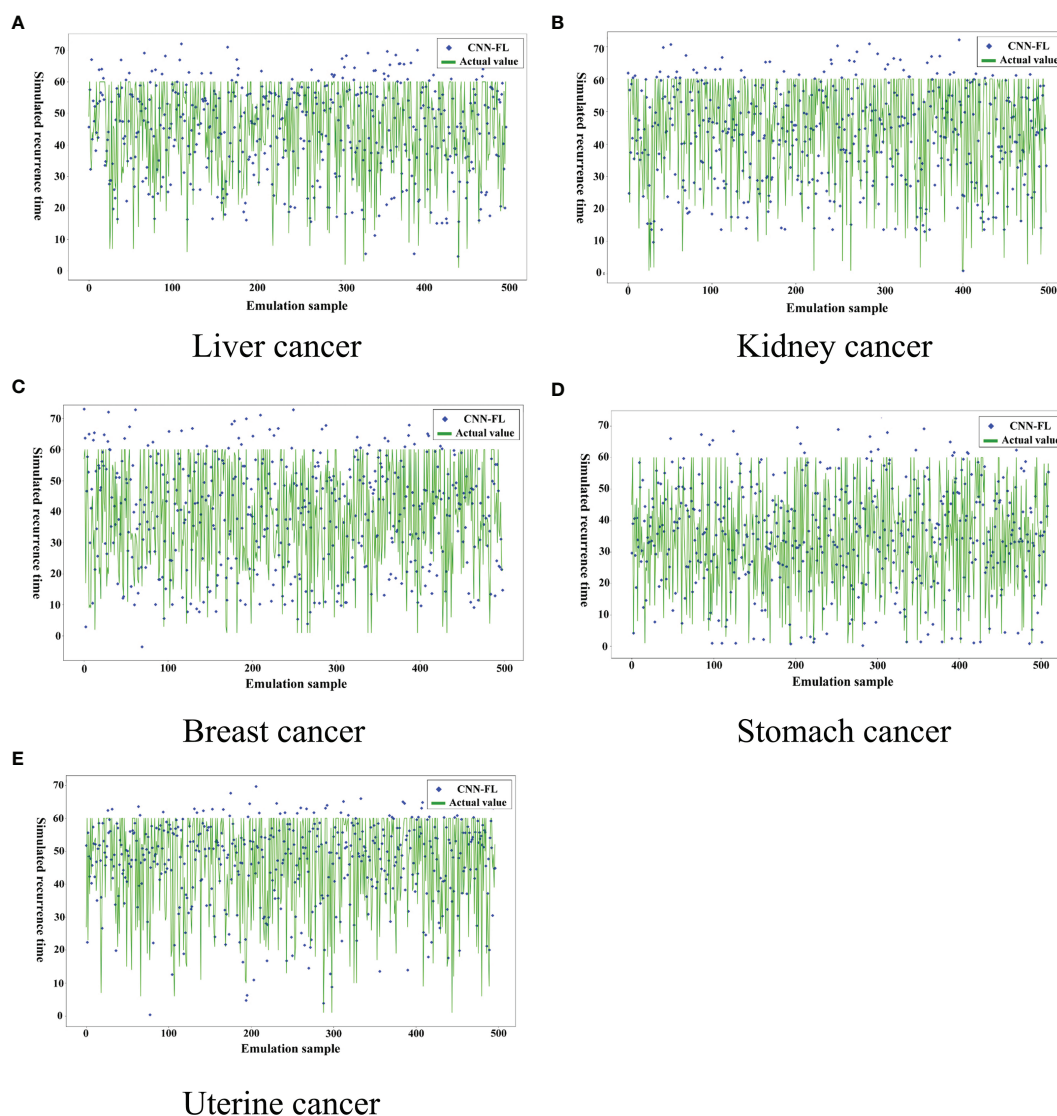 A
CNN-FL
Actual value
Simulated recurrence time
70
60
50
40
30
20
10
0
0 100 200 300 400 500
Emulation sample
Liver cancer
B
CNN-FL
Actual value
Simulated recurrence time
70
60
50
40
30
20
10
0
0 100 200 300 400 500
Emulation sample
Kidney cancer
C
CNN-FL
Actual value
Simulated recurrence time
70
60
50
40
30
20
10
0
0 100 200 300 400 500
Emulation sample
Breast cancer
D
CNN-FL
Actual value
Simulated recurrence time
70
60
50
40
30
20
10
0
0 100 200 300 400 500
Emulation sample
Stomach cancer
E
CNN-FL
Actual value
Simulated recurrence time
70
60
50
40
30
20
10
0
0 100 200 300 400 500
Emulation sample
Uterine cancer